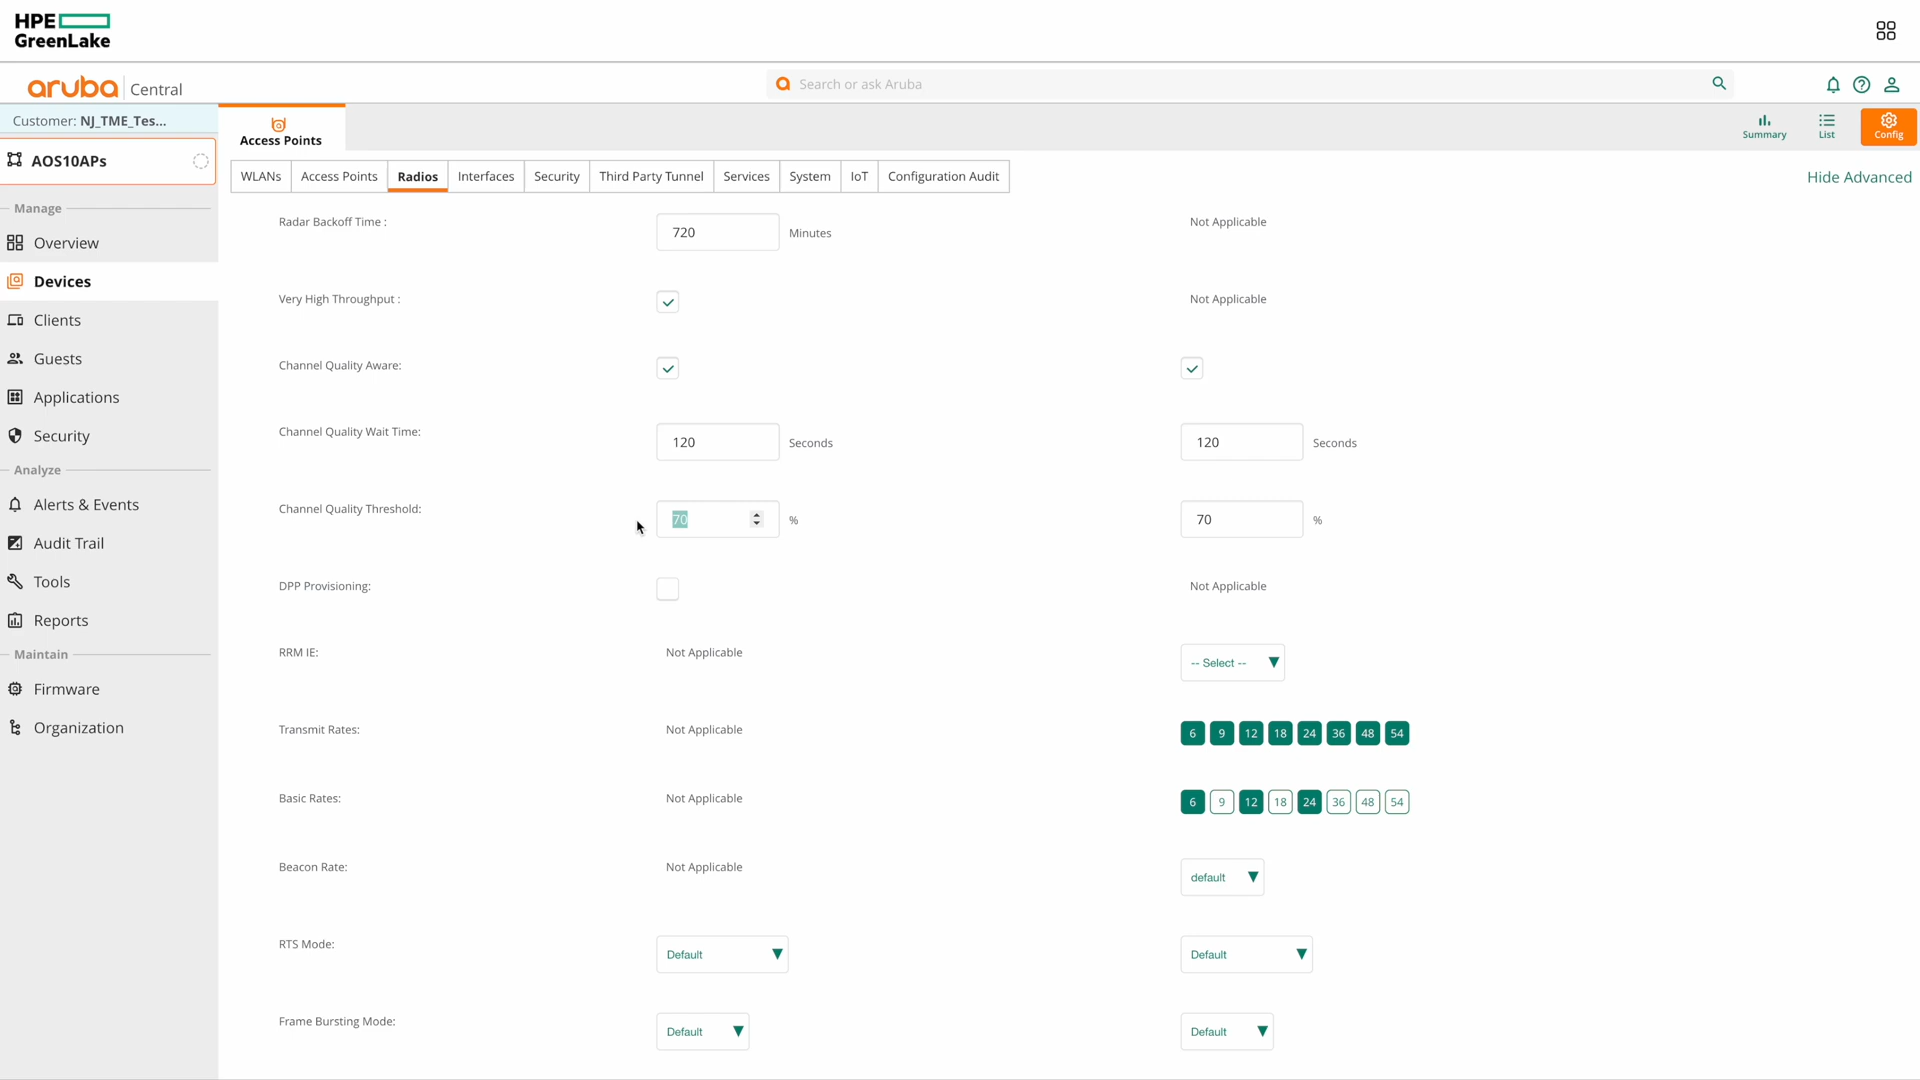 HPE
GreenLake
aruba Central
Search or ask Aruba
Customer: NJ_TME_Tes...
Access Points
Summary
List
Config
AOS10APs
WLANs Access Points Radios Interfaces Security Third Party Tunnel Services System IoT Configuration Audit
Hide Advanced
Manage
Overview
Devices
Clients
Guests
Applications
Security
Analyze
Alerts & Events
Audit Trail
Tools
Reports
Maintain
Firmware
Organization
Radar Backoff Time : 720 Minutes Not Applicable
Very High Throughput : Not Applicable
Channel Quality Aware:
Channel Quality Wait Time: 120 Seconds 120 Seconds
Channel Quality Threshold: 70 % 70 %
DPP Provisioning: Not Applicable
RRM IE: Not Applicable -- Select --
Transmit Rates: Not Applicable 6 9 12 18 24 36 48 54
Basic Rates: Not Applicable 6 9 12 18 24 36 48 54
Beacon Rate: Not Applicable default
RTS Mode: Default Default
Frame Bursting Mode: Default Default